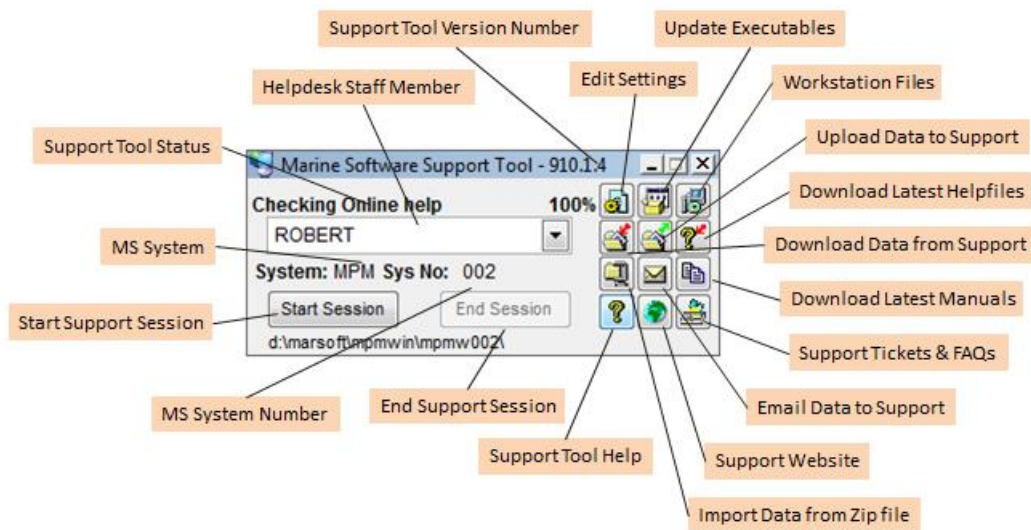 Support Tool Version Number
Update Executables
Edit Settings
Workstation Files
Helpdesk Staff Member
Upload Data to Support
Support Tool Status
Marine Software Support Tool - 910.1.4
Download Latest Helpfiles
Checking Online help 100%
ROBERT
MS System
Download Data from Support
System: MPM Sys No: 002
Download Latest Manuals
Start Session
End Session
Start Support Session
d:\marsoft\mpmwin\mpmw002\
Support Tickets & FAQs
MS System Number
End Support Session
Email Data to Support
Support Tool Help
Support Website
Import Data from Zip file